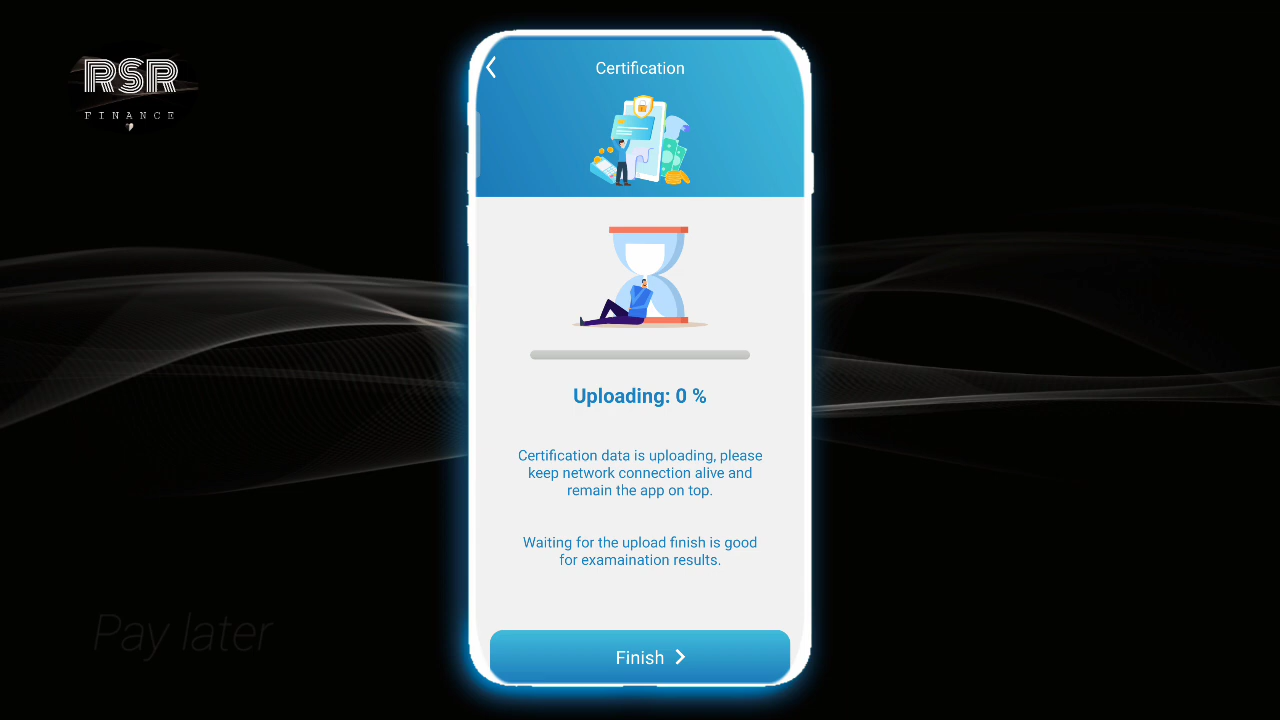 RSR
FINANCE
Certification
Uploading: 0 %
Certification data is uploading, please
keep network connection alive and
remain the app on top.
Waiting for the upload finish is good
for examaination results.
Pay later
Finish